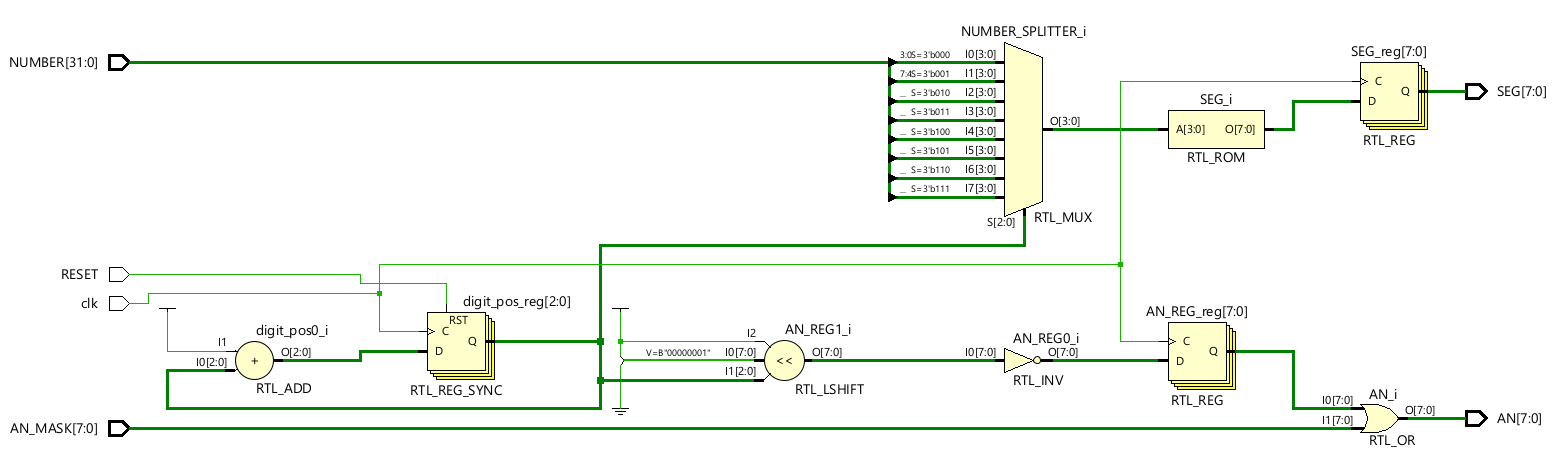 NUMBER_SPLITTER_i
NUMBER[31:0]
3:0S=3'b000 I0[3:0]
7:4S=3'b001 I1[3:0]
... S=3'b010 I2[3:0]
... S=3'b011 I3[3:0]
... S=3'b100 I4[3:0]
... S=3'b101 I5[3:0]
... S=3'b110 I6[3:0]
... S=3'b111 I7[3:0]
O[3:0]
S[2:0]
RTL_MUX
SEG_i
A[3:0] O[7:0]
RTL_ROM
SEG_reg[7:0]
C
D
Q
RTL_REG
SEG[7:0]
RESET
clk
digit_pos0_i
I1
I0[2:0]
+
O[2:0]
RTL_ADD
digit_pos_reg[2:0]
RST
C
D
Q
RTL_REG_SYNC
AN_REG1_i
I2
V=B"00000001" I0[7:0]
I1[2:0]
<<
O[7:0]
RTL_LSHIFT
AN_REG0_i
I0[7:0] O[7:0]
RTL_INV
AN_REG_reg[7:0]
C
D
Q
RTL_REG
AN_MASK[7:0]
AN_i
I0[7:0]
I1[7:0]
O[7:0]
RTL_OR
AN[7:0]